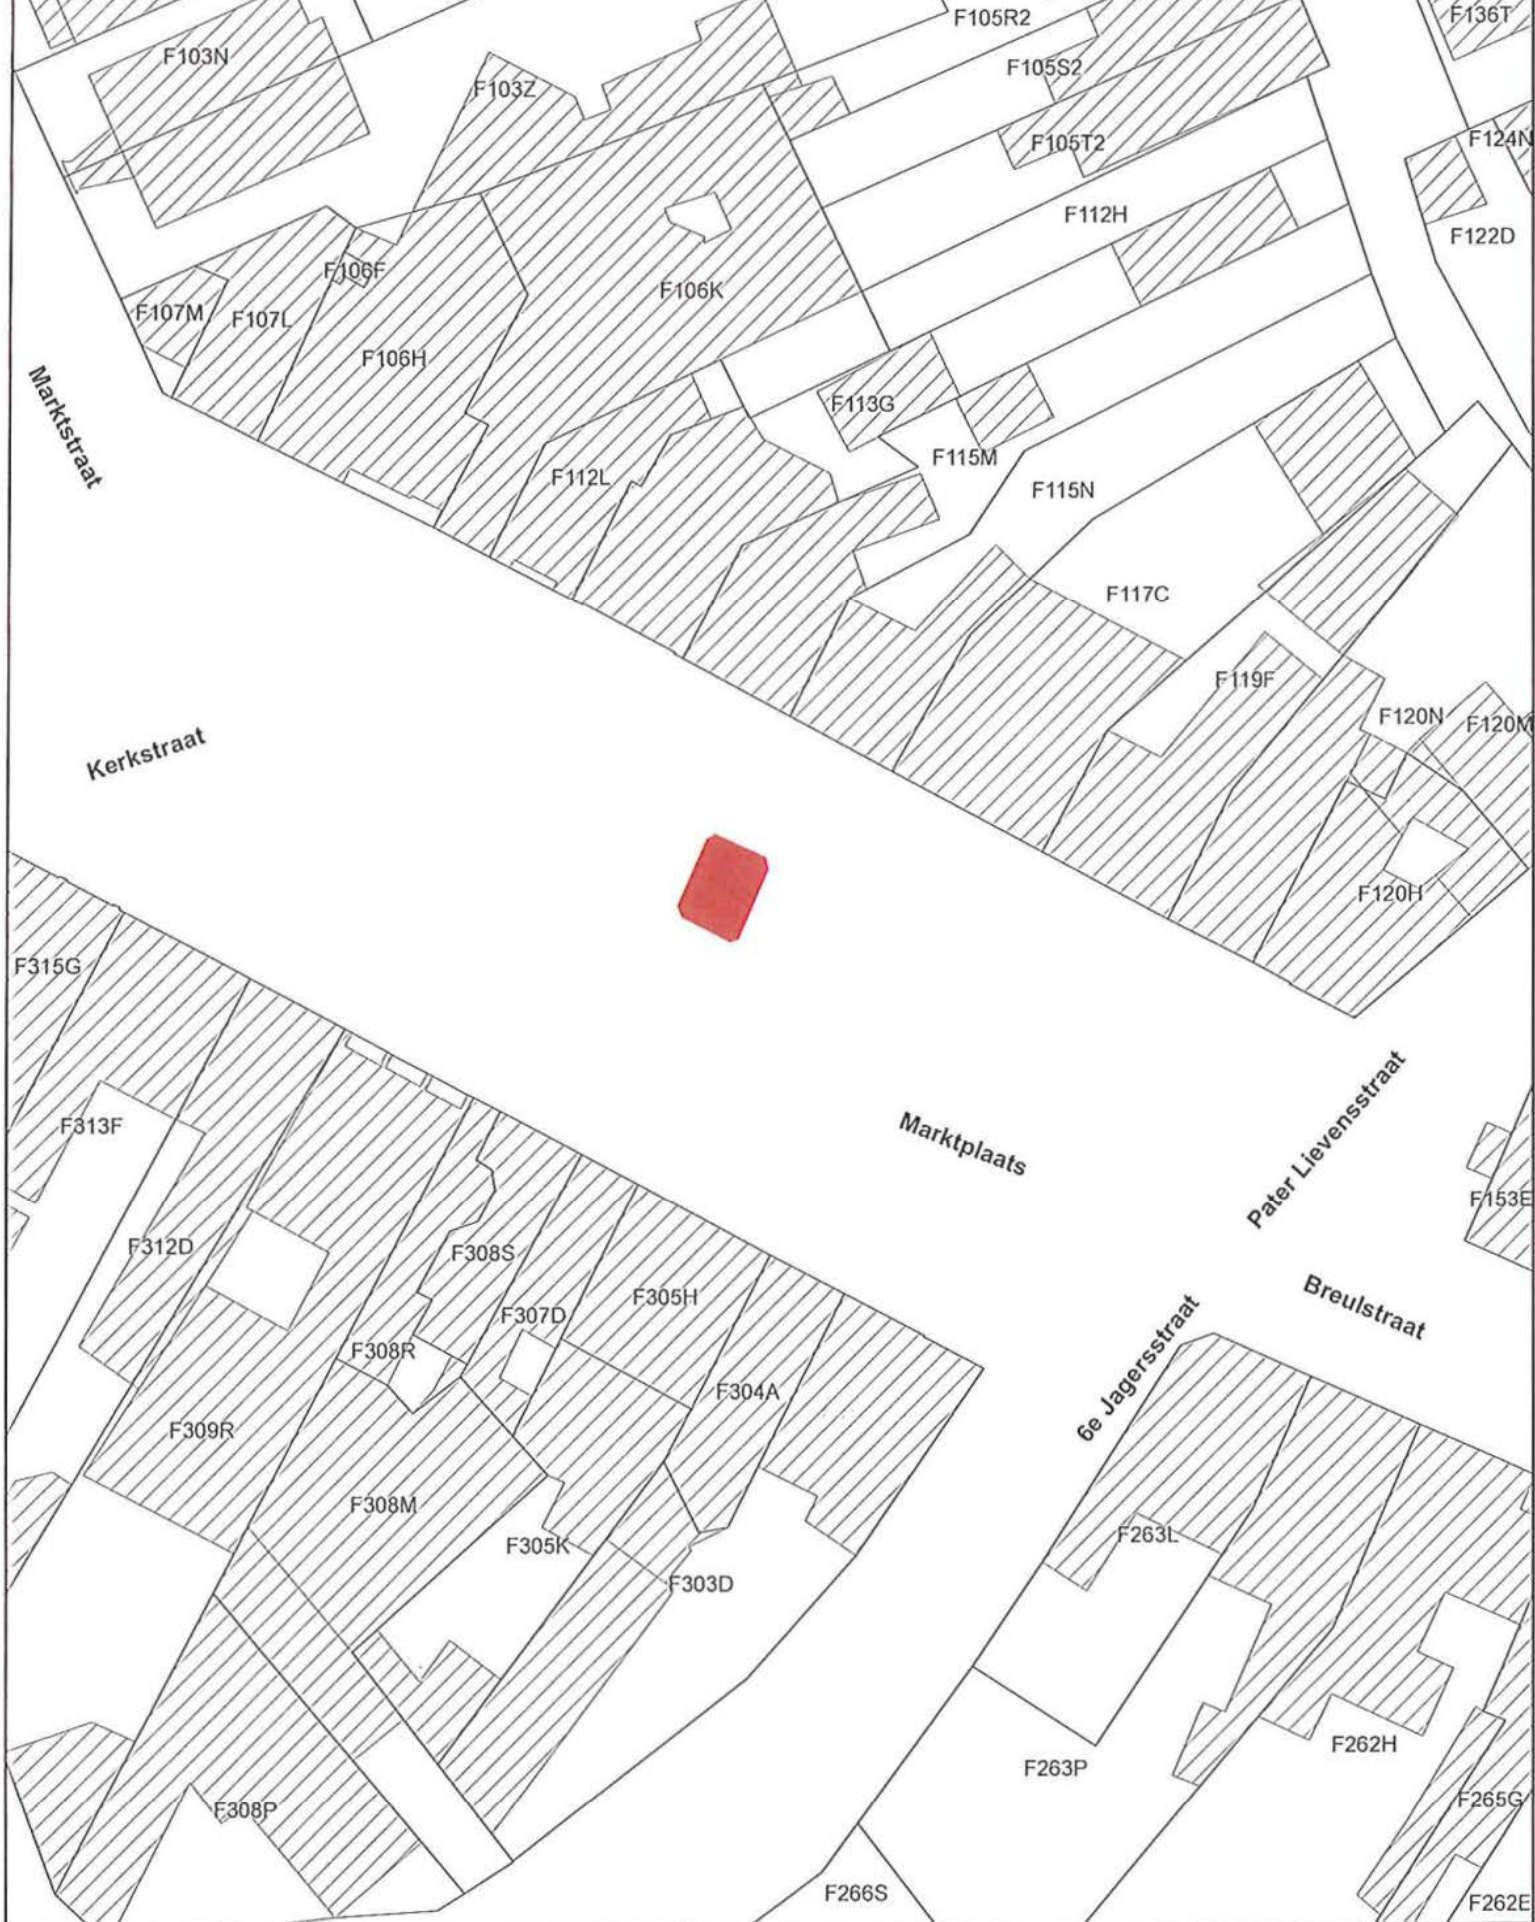 F105R2
F136T
F103N
F105S2
F103Z
F124N
F105T2
F112H
F122D
F106F
F106K
F107M
F107L
F106H
Marktstraat
F113G
F115M
F112L
F115N
F117C
F119F
F120N
F120M
Kerkstraat
F120H
F315G
F313F
Marktplaats
Pater Lievensstraat
F153E
F312D
F308S
F305H
F307D
Breulstraat
F308R
6e Jagersstraat
F304A
F309R
F308M
F263L
F305K
F303D
F262H
F263P
F265G
F308P
F266S
F262E